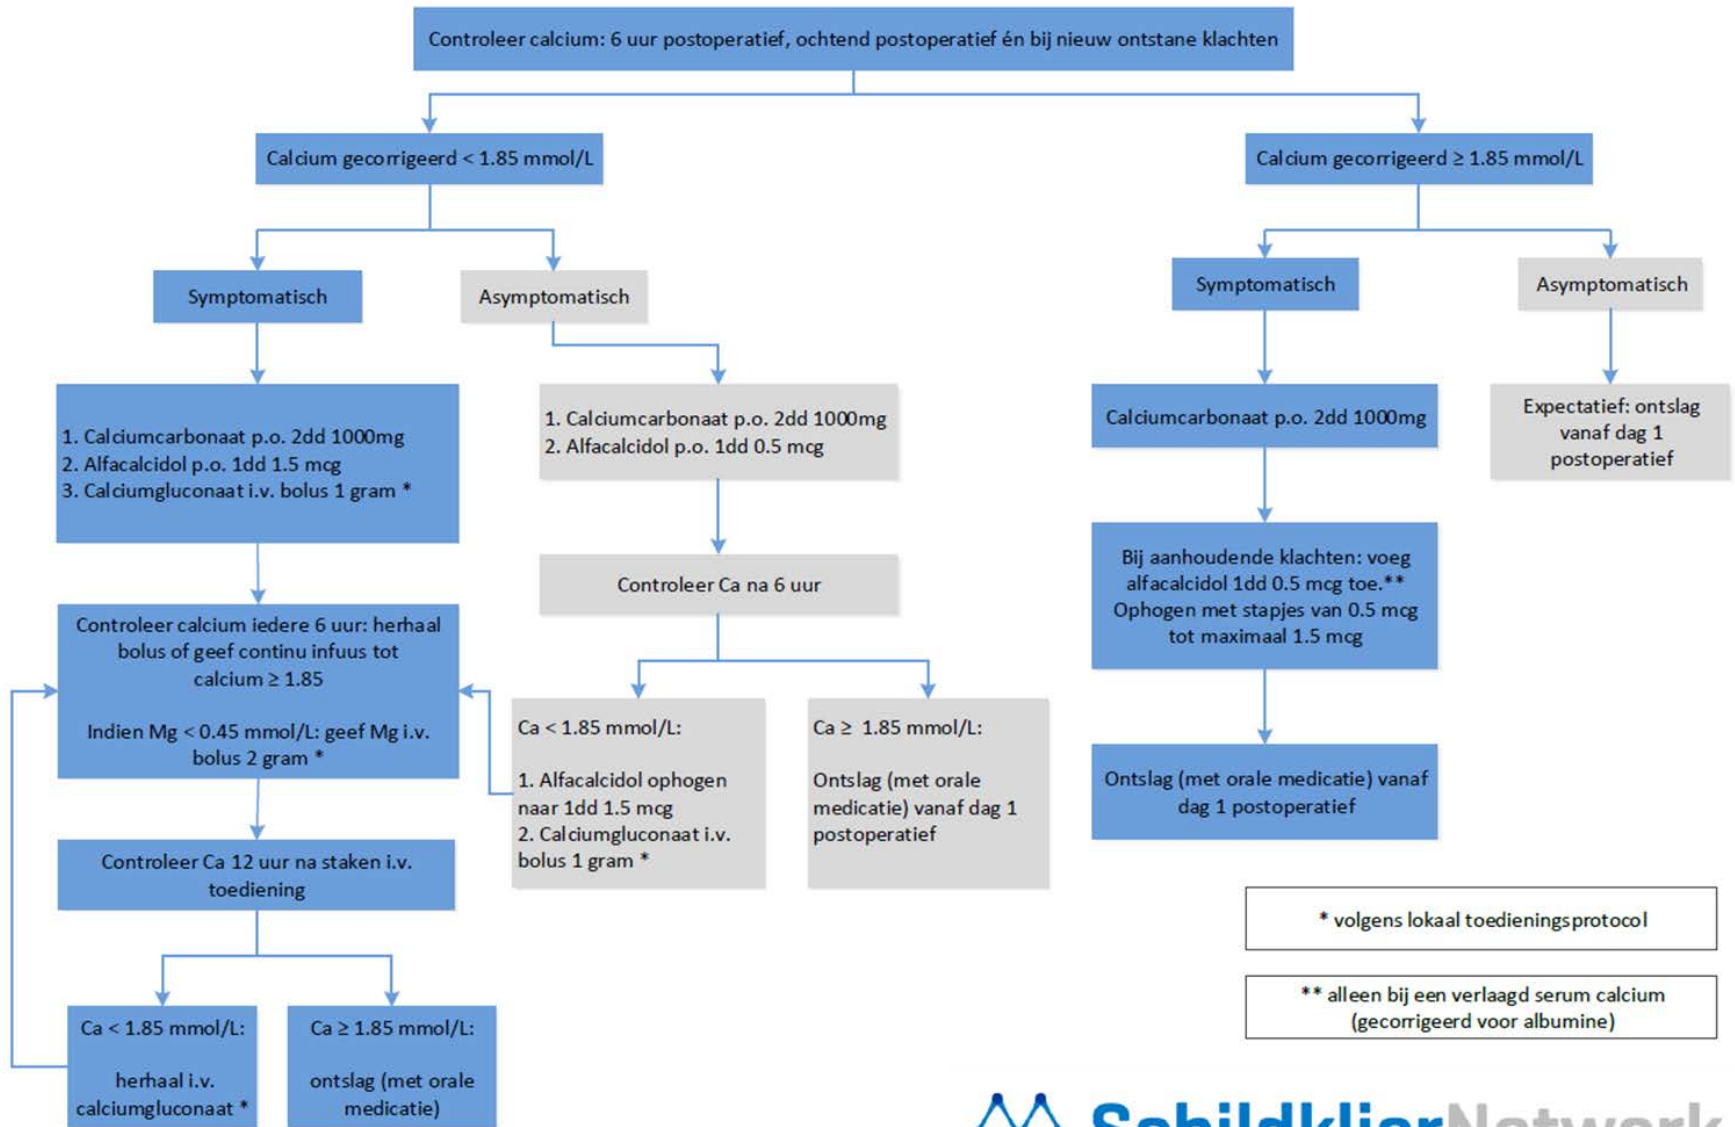 Controleer calcium: 6 uur postoperatief, ochtend postoperatief én bij nieuw ontstane klachten
Calcium gecorrigeerd < 1.85 mmol/L
Calcium gecorrigeerd ≥ 1.85 mmol/L
Symptomatisch
Asymptomatisch
Symptomatisch
Asymptomatisch
1. Calciumcarbonaat p.o. 2dd 1000mg
2. Alfacalcidol p.o. 1dd 1.5 mcg
3. Calciumgluconaat i.v. bolus 1 gram *
1. Calciumcarbonaat p.o. 2dd 1000mg
2. Alfacalcidol p.o. 1dd 0.5 mcg
Calciumcarbonaat p.o. 2dd 1000mg
Expectatief: ontslag
vanaf dag 1
postoperatief
Controleer Ca na 6 uur
Bij aanhoudende klachten: voeg
alfacalcidol 1dd 0.5 mcg toe.**
Ophogen met stapjes van 0.5 mcg
tot maximaal 1.5 mcg
Controleer calcium iedere 6 uur: herhaal
bolus of geef continu infuus tot
calcium ≥ 1.85
Indien Mg < 0.45 mmol/L: geef Mg i.v.
bolus 2 gram *
Ca < 1.85 mmol/L:
1. Alfacalcidol ophogen
naar 1dd 1.5 mcg
2. Calciumgluconaat i.v.
bolus 1 gram *
Ca ≥ 1.85 mmol/L:
Ontslag (met orale
medicatie) vanaf dag 1
postoperatief
Ontslag (met orale medicatie) vanaf
dag 1 postoperatief
Controleer Ca 12 uur na staken i.v.
toediening
Ca < 1.85 mmol/L:
herhaal i.v.
calciumgluconaat *
Ca ≥ 1.85 mmol/L:
ontslag (met orale
medicatie)
* volgens lokaal toedieningsprotocol
** alleen bij een verlaagd serum calcium
(gecorrigeerd voor albumine)
SchildklierNetwerk